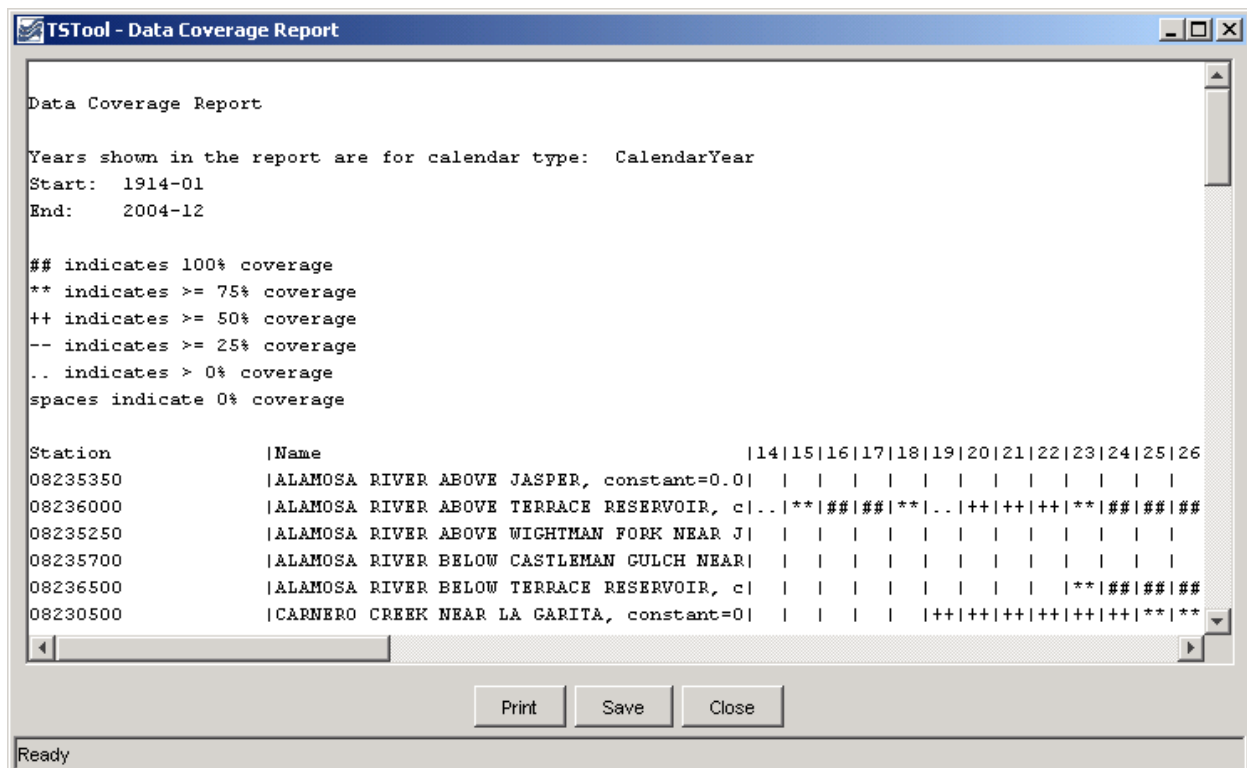 TSTool - Data Coverage Report
Data Coverage Report
Years shown in the report are for calendar type:  CalendarYear
Start:  1914-01
End:    2004-12
## indicates 100% coverage
** indicates >= 75% coverage
++ indicates >= 50% coverage
-- indicates >= 25% coverage
.. indicates > 0% coverage
spaces indicate 0% coverage
Station             |Name                                    |14|15|16|17|18|19|20|21|22|23|24|25|26
08235350            |ALAMOSA RIVER ABOVE JASPER, constant=0.0|  |  |  |  |  |  |  |  |  |  |  |  |
08236000            |ALAMOSA RIVER ABOVE TERRACE RESERVOIR, c|..|**|##|##|**|..|++|++|++|**|##|##|##
08235250            |ALAMOSA RIVER ABOVE WIGHTMAN FORK NEAR J|  |  |  |  |  |  |  |  |  |  |  |  |
08235700            |ALAMOSA RIVER BELOW CASTLEMAN GULCH NEAR|  |  |  |  |  |  |  |  |  |  |  |  |
08236500            |ALAMOSA RIVER BELOW TERRACE RESERVOIR, c|  |  |  |  |  |  |  |  |  |**|##|##|##
08230500            |CARNERO CREEK NEAR LA GARITA, constant=0|  |  |  |  |  |++|++|++|++|++|++|**|**
Print Save Close
Ready